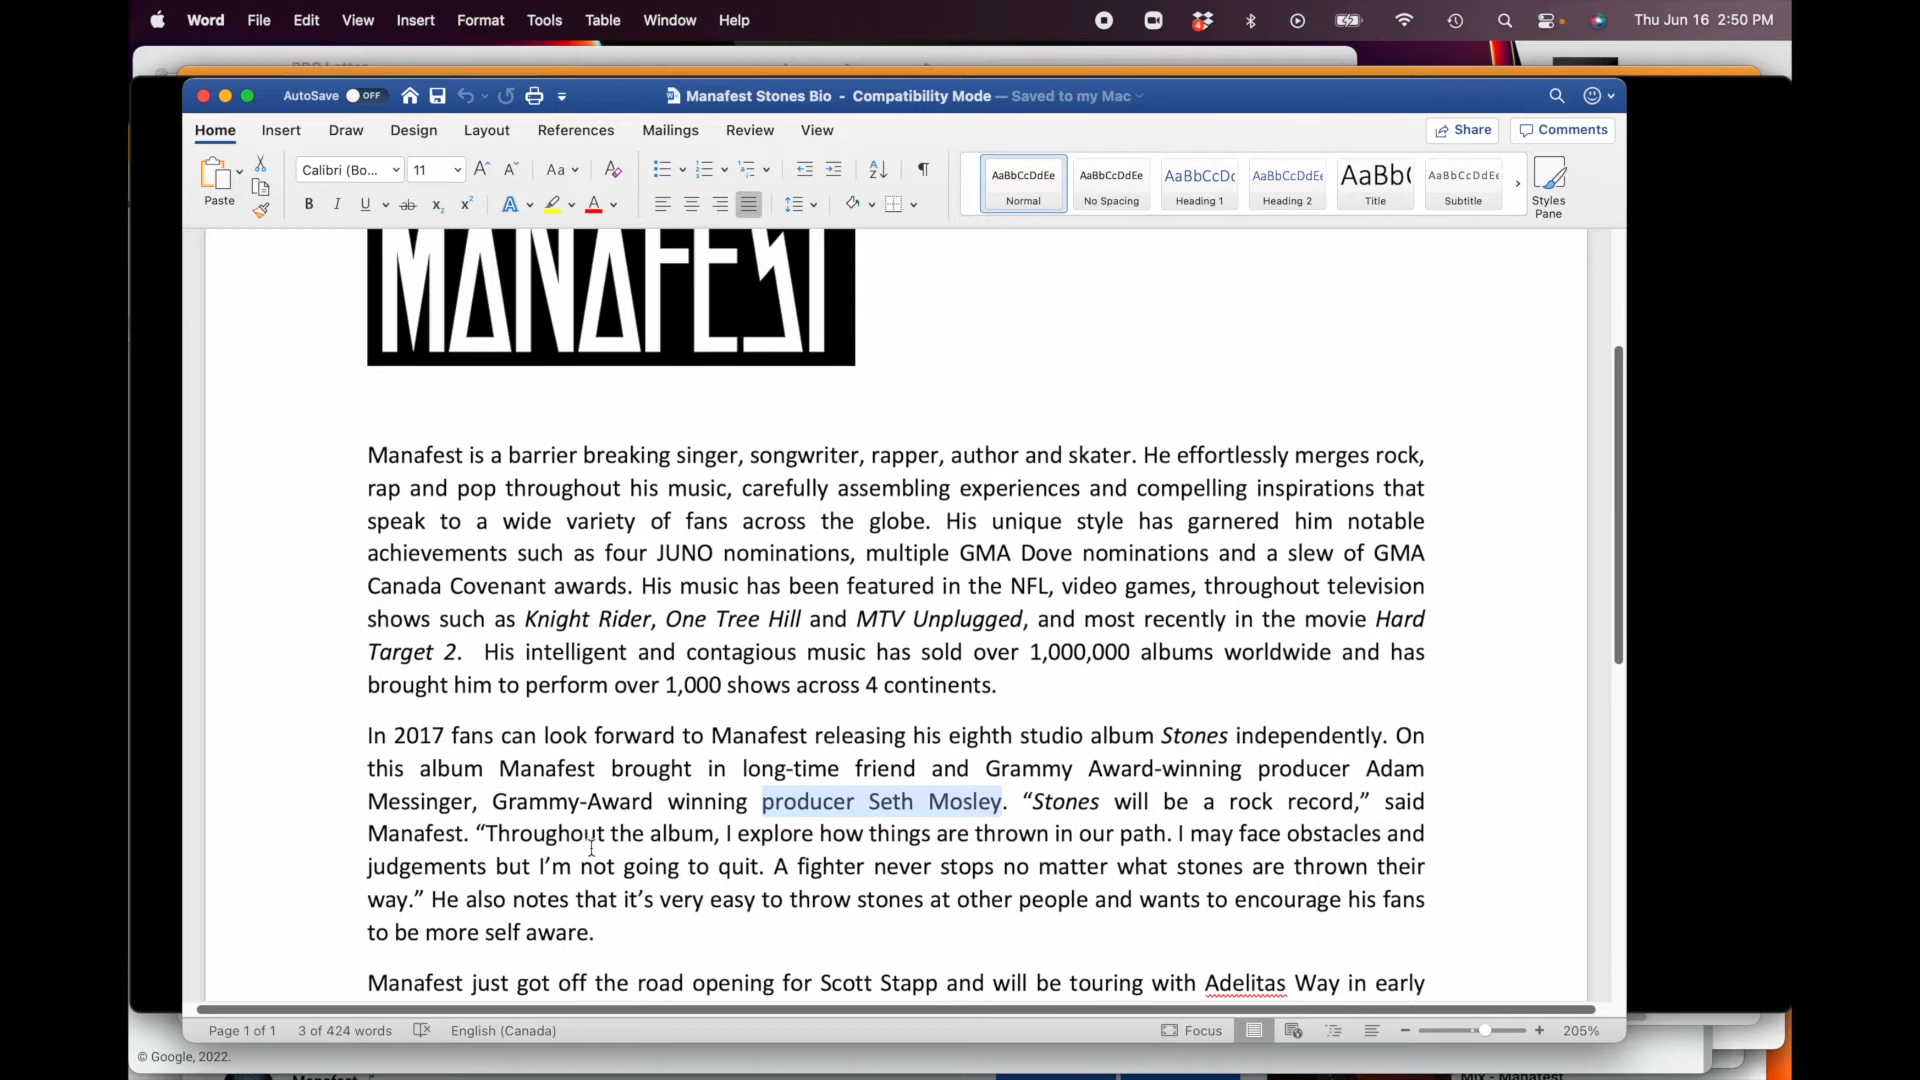 Word File Edit View Insert Format Tools Table Window Help
4
Thu Jun 16 2:50 PM
AutoSave OFF
Manafest Stones Bio - Compatibility Mode — Saved to my Mac
Home Insert Draw Design Layout References Mailings Review View
Share Comments
Paste
Calibri (Bo... 11
AaBbCcDdEe Normal
AaBbCcDdEe No Spacing
AaBbCcDc Heading 1
AaBbCcDdEe Heading 2
AaBb( Title
AaBbCcDdEe Subtitle
Styles
Pane
MANAFEST
Manafest is a barrier breaking singer, songwriter, rapper, author and skater. He effortlessly merges rock,
rap and pop throughout his music, carefully assembling experiences and compelling inspirations that
speak to a wide variety of fans across the globe. His unique style has garnered him notable
achievements such as four JUNO nominations, multiple GMA Dove nominations and a slew of GMA
Canada Covenant awards. His music has been featured in the NFL, video games, throughout television
shows such as Knight Rider, One Tree Hill and MTV Unplugged, and most recently in the movie Hard
Target 2. His intelligent and contagious music has sold over 1,000,000 albums worldwide and has
brought him to perform over 1,000 shows across 4 continents.
In 2017 fans can look forward to Manafest releasing his eighth studio album Stones independently. On
this album Manafest brought in long-time friend and Grammy Award-winning producer Adam
Messinger, Grammy-Award winning producer Seth Mosley. “Stones will be a rock record,” said
Manafest. “Throughout the album, I explore how things are thrown in our path. I may face obstacles and
judgements but I’m not going to quit. A fighter never stops no matter what stones are thrown their
way.” He also notes that it’s very easy to throw stones at other people and wants to encourage his fans
to be more self aware.
Manafest just got off the road opening for Scott Stapp and will be touring with Adelitas Way in early
Page 1 of 1 3 of 424 words English (Canada)
Focus
205%
© Google, 2022.